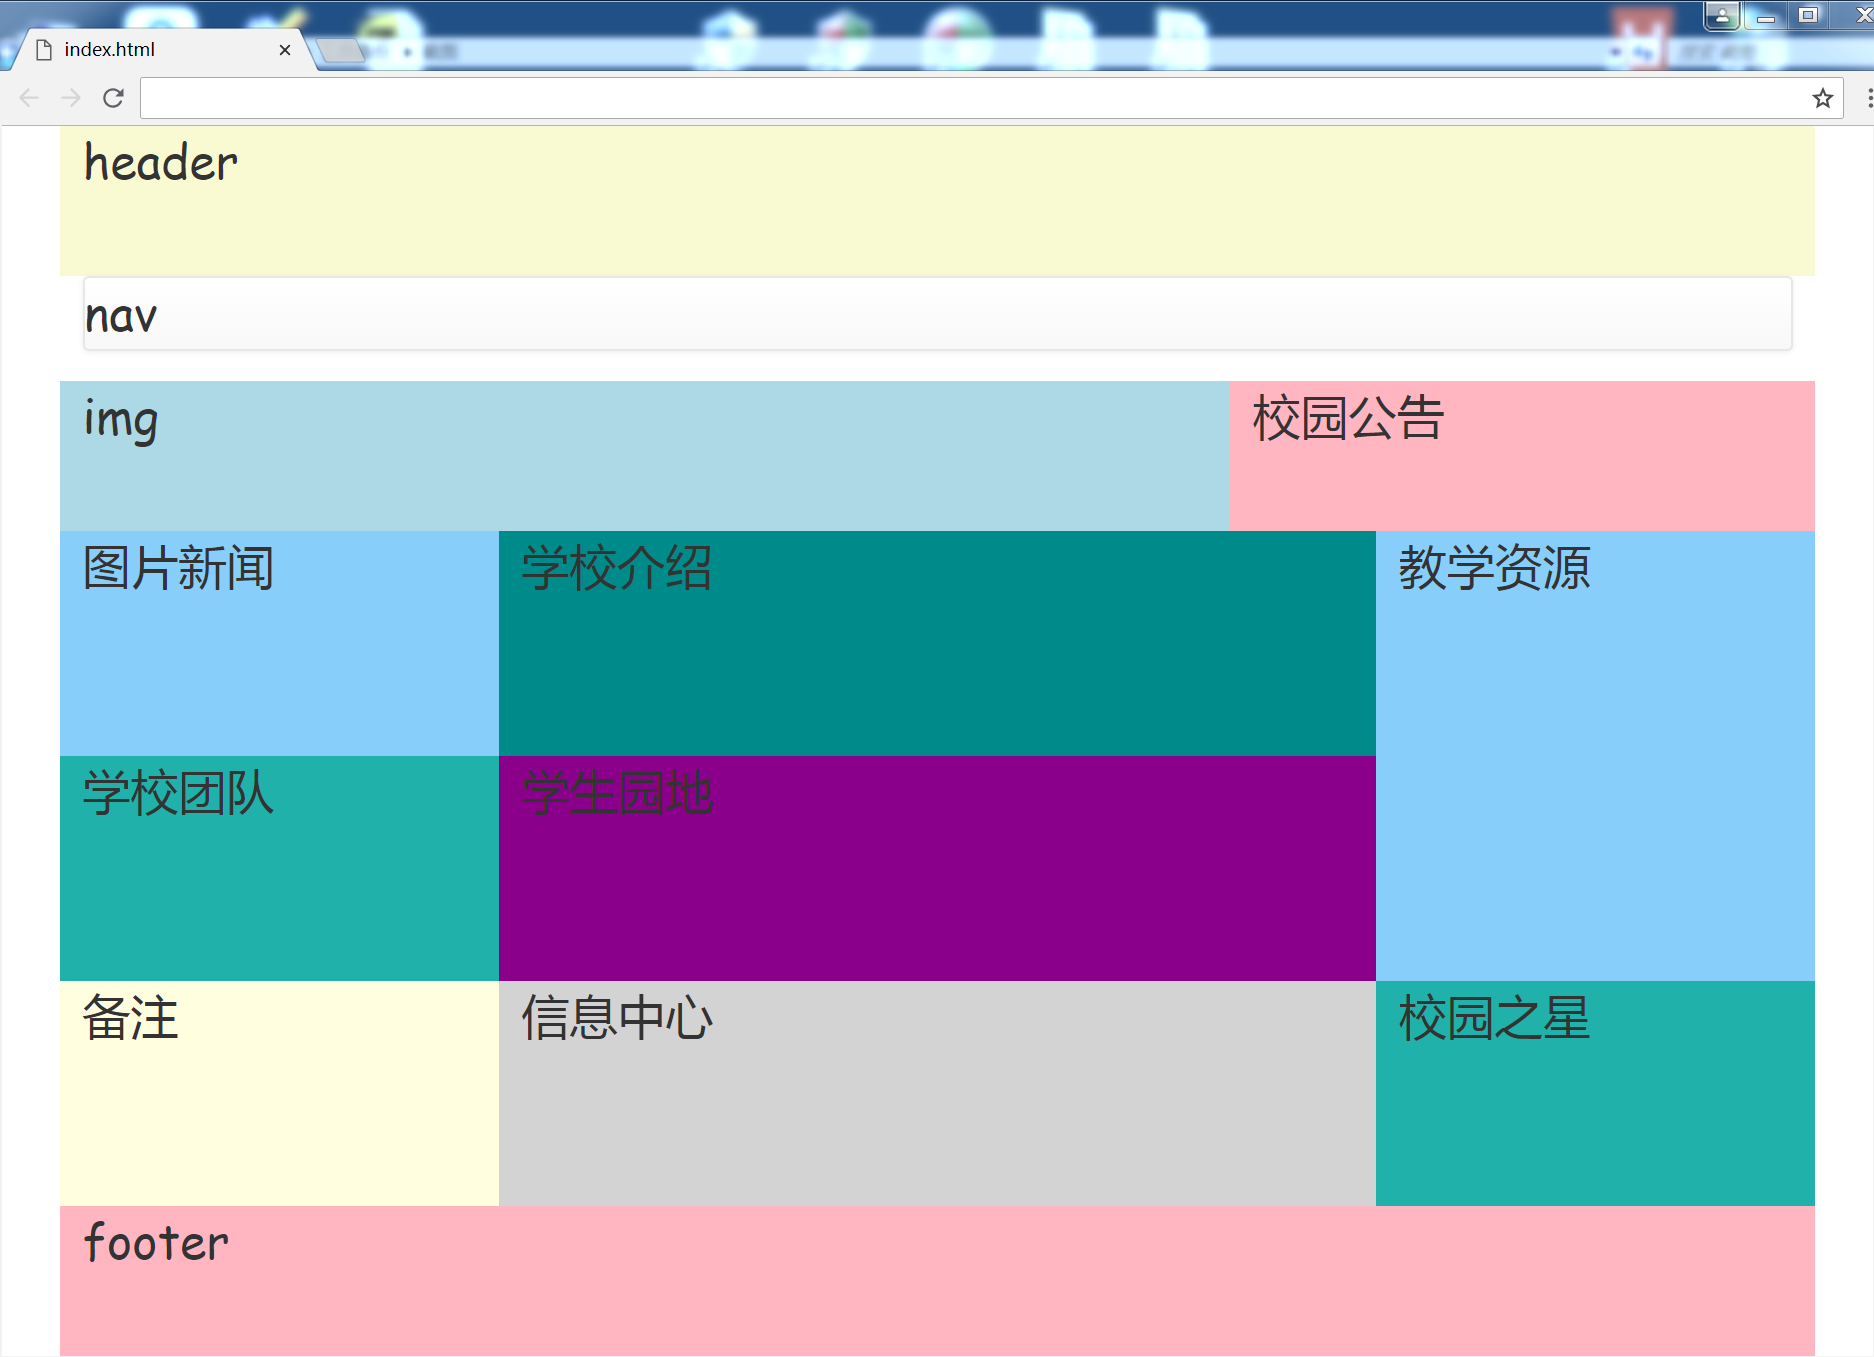 index.html
header
nav
img
校园公告
图片新闻
学校介绍
教学资源
学校团队
学生园地
备注
信息中心
校园之星
footer